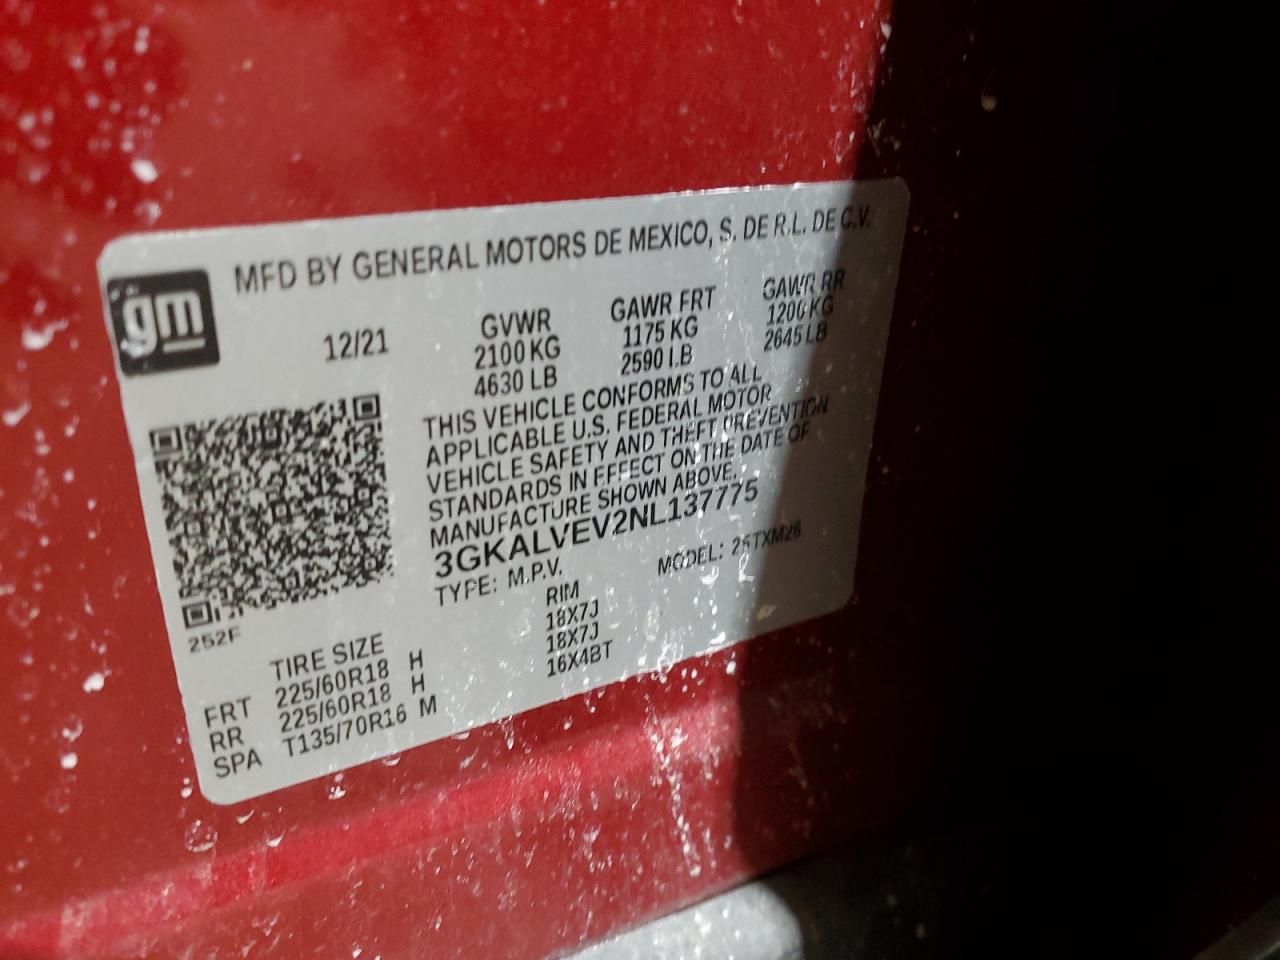 MFD BY GENERAL MOTORS DE MEXICO, S. DE R.L. DE C.V.
gm
12/21
GVWR GAWR FRT GAWR RR
2100 KG 1175 KG 1200 KG
4630 LB 2590 LB 2645 LB
THIS VEHICLE CONFORMS TO ALL
APPLICABLE U.S. FEDERAL MOTOR
VEHICLE SAFETY AND THEFT PREVENTION
STANDARDS IN EFFECT ON THE DATE OF
MANUFACTURE SHOWN ABOVE.
3GKALVEV2NL137775
TYPE: M.P.V. MODEL: 25TXM26
252F
TIRE SIZE RIM
FRT 225/60R18 H 18X7J
RR 225/60R18 H 18X7J
SPA T135/70R16 M 16X4BT